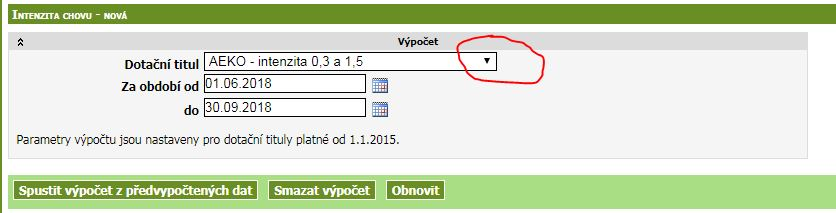 Intenzita chovu - nová
Výpočet
Dotační titul AEKO - intenzita 0,3 a 1,5
Za období od 01.06.2018
do 30.09.2018
Parametry výpočtu jsou nastaveny pro dotační tituly platné od 1.1.2015.
Spustit výpočet z předvypočtených dat Smazat výpočet Obnovit